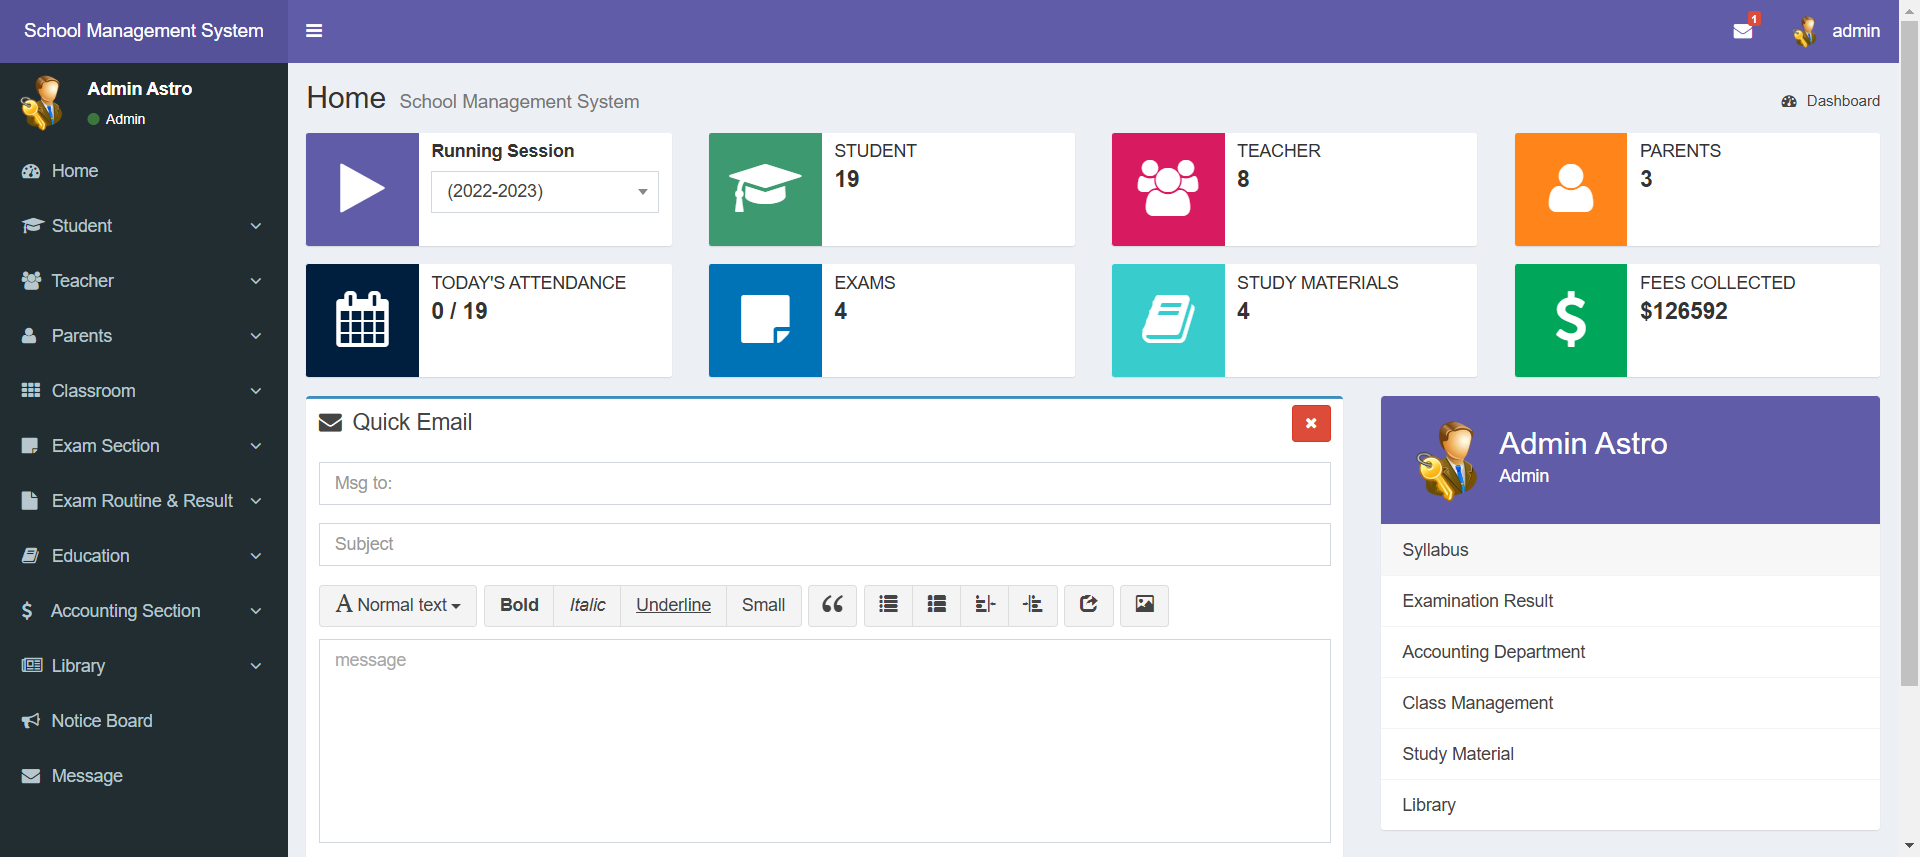 School Management System
1
admin
Admin Astro
Admin
Home
Student
Teacher
Parents
Classroom
Exam Section
Exam Routine & Result
Education
Accounting Section
Library
Notice Board
Message
Home School Management System
Dashboard
Running Session
(2022-2023)
STUDENT
19
TEACHER
8
PARENTS
3
TODAY'S ATTENDANCE
0 / 19
EXAMS
4
STUDY MATERIALS
4
FEES COLLECTED
$126592
Quick Email
Msg to:
Subject
A Normal text Bold Italic Underline Small
message
Admin Astro
Admin
Syllabus
Examination Result
Accounting Department
Class Management
Study Material
Library